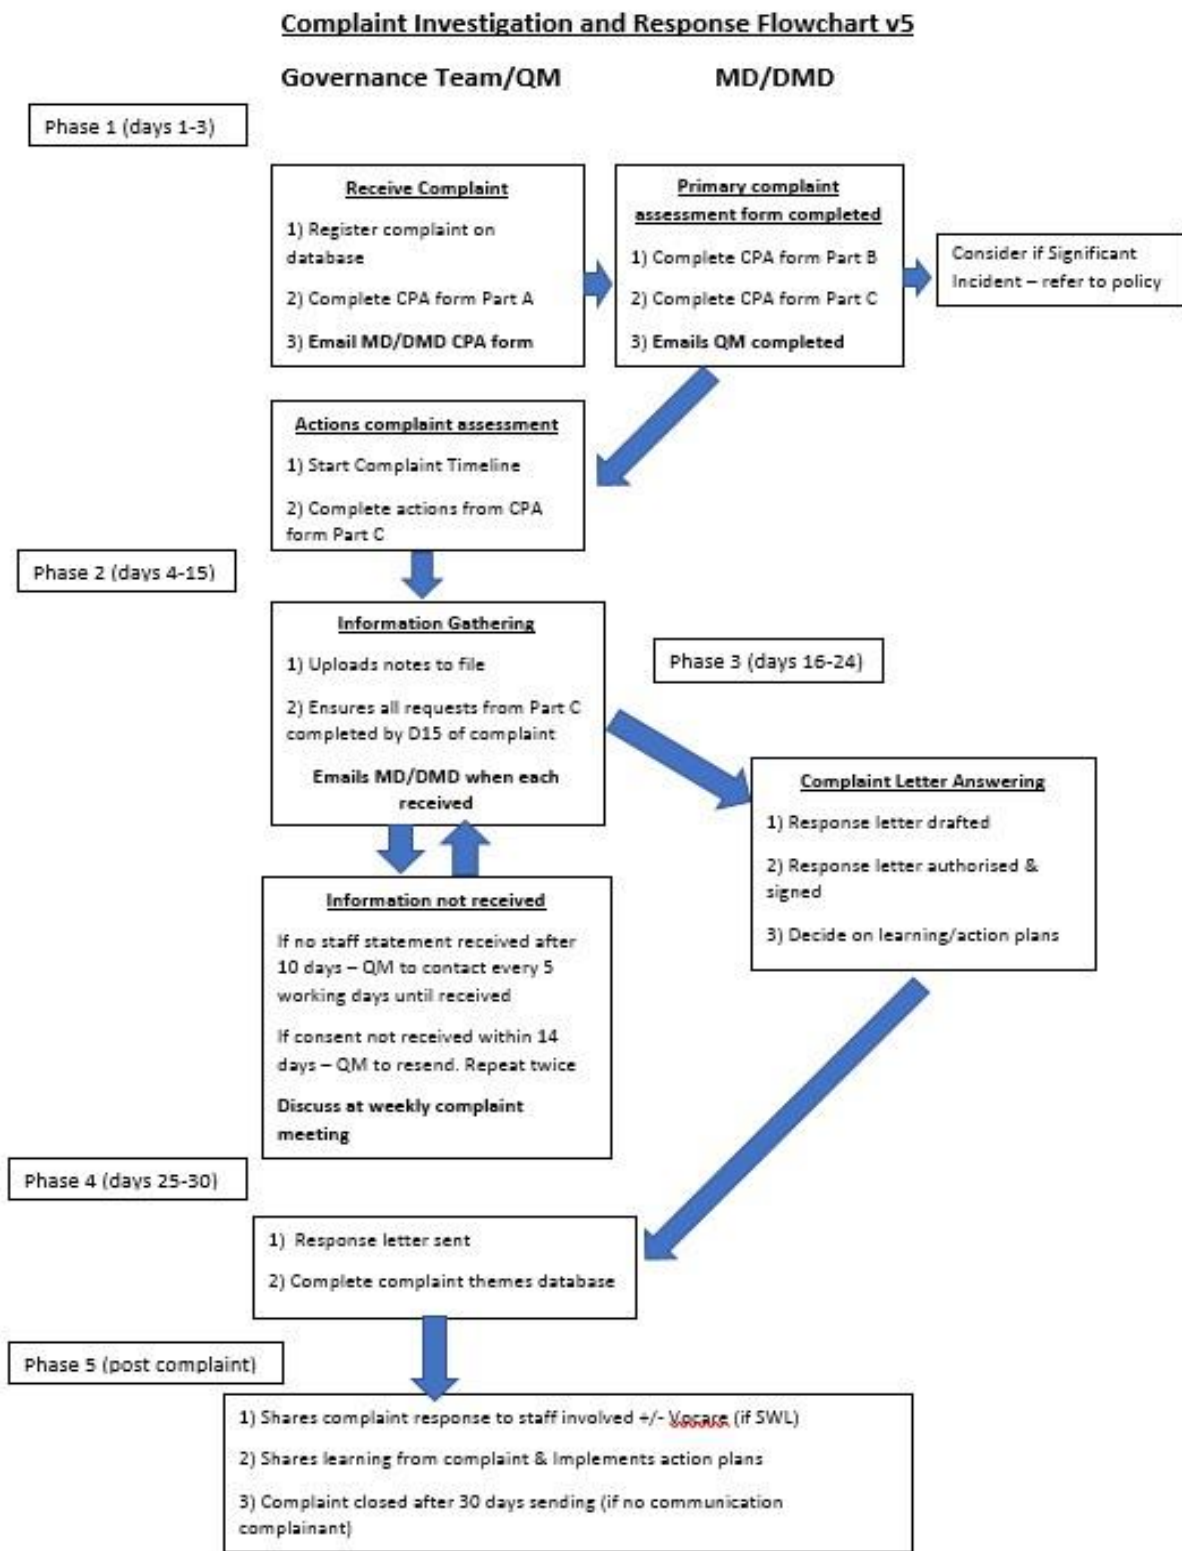 Complaint Investigation and Response Flowchart v5
Governance Team/QM
MD/DMD
Phase 1 (days 1-3)
Receive Complaint
1) Register complaint on
database
2) Complete CPA form Part A
3) Email MD/DMD CPA form
Primary complaint
assessment form completed
1) Complete CPA form Part B
2) Complete CPA form Part C
3) Emails QM completed
Consider if Significant
Incident – refer to policy
Actions complaint assessment
1) Start Complaint Timeline
2) Complete actions from CPA
form Part C
Phase 2 (days 4-15)
Information Gathering
1) Uploads notes to file
2) Ensures all requests from Part C
completed by D15 of complaint
Emails MD/DMD when each
received
Phase 3 (days 16-24)
Complaint Letter Answering
1) Response letter drafted
2) Response letter authorised &
signed
3) Decide on learning/action plans
Information not received
If no staff statement received after
10 days – QM to contact every 5
working days until received
If consent not received within 14
days – QM to resend. Repeat twice
Discuss at weekly complaint
meeting
Phase 4 (days 25-30)
1) Response letter sent
2) Complete complaint themes database
Phase 5 (post complaint)
1) Shares complaint response to staff involved +/- Vocare (if SWL)
2) Shares learning from complaint & Implements action plans
3) Complaint closed after 30 days sending (if no communication
complainant)